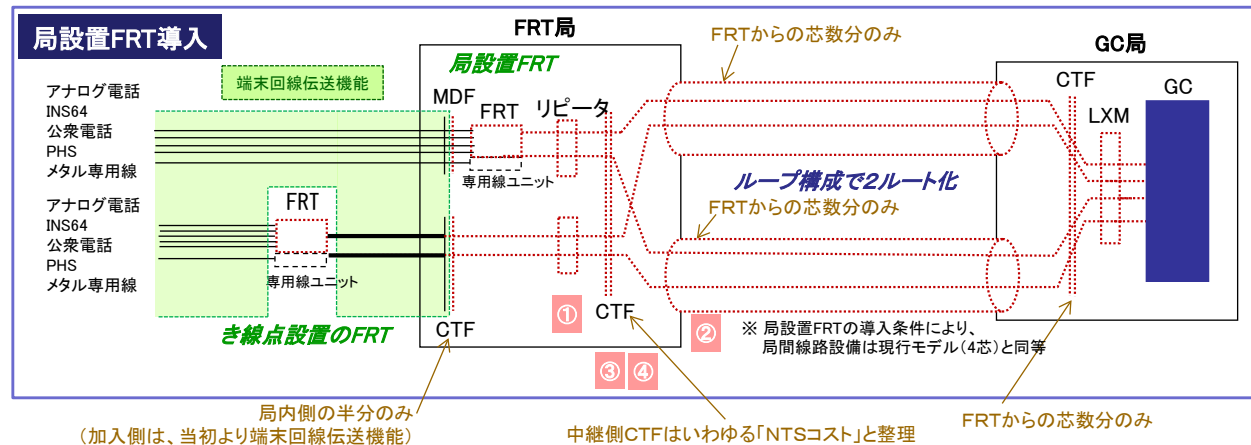 局設置FRT導入
FRT局
FRTからの芯数分のみ
GC局
局設置FRT
端末回線伝送機能
CTF
GC
アナログ電話
INS64
公衆電話
PHS
メタル専用線
MDF
FRT
リピータ
LXM
専用線ユニット
ループ構成で2ルート化
FRTからの芯数分のみ
アナログ電話
INS64
公衆電話
PHS
メタル専用線
FRT
専用線ユニット
き線点設置のFRT
CTF
①
CTF
②
③ ④
※ 局設置FRTの導入条件により、
局間線路設備は現行モデル(4芯)と同等
局内側の半分のみ
(加入側は、当初より端末回線伝送機能)
中継側CTFはいわゆる「NTSコスト」と整理
FRTからの芯数分のみ